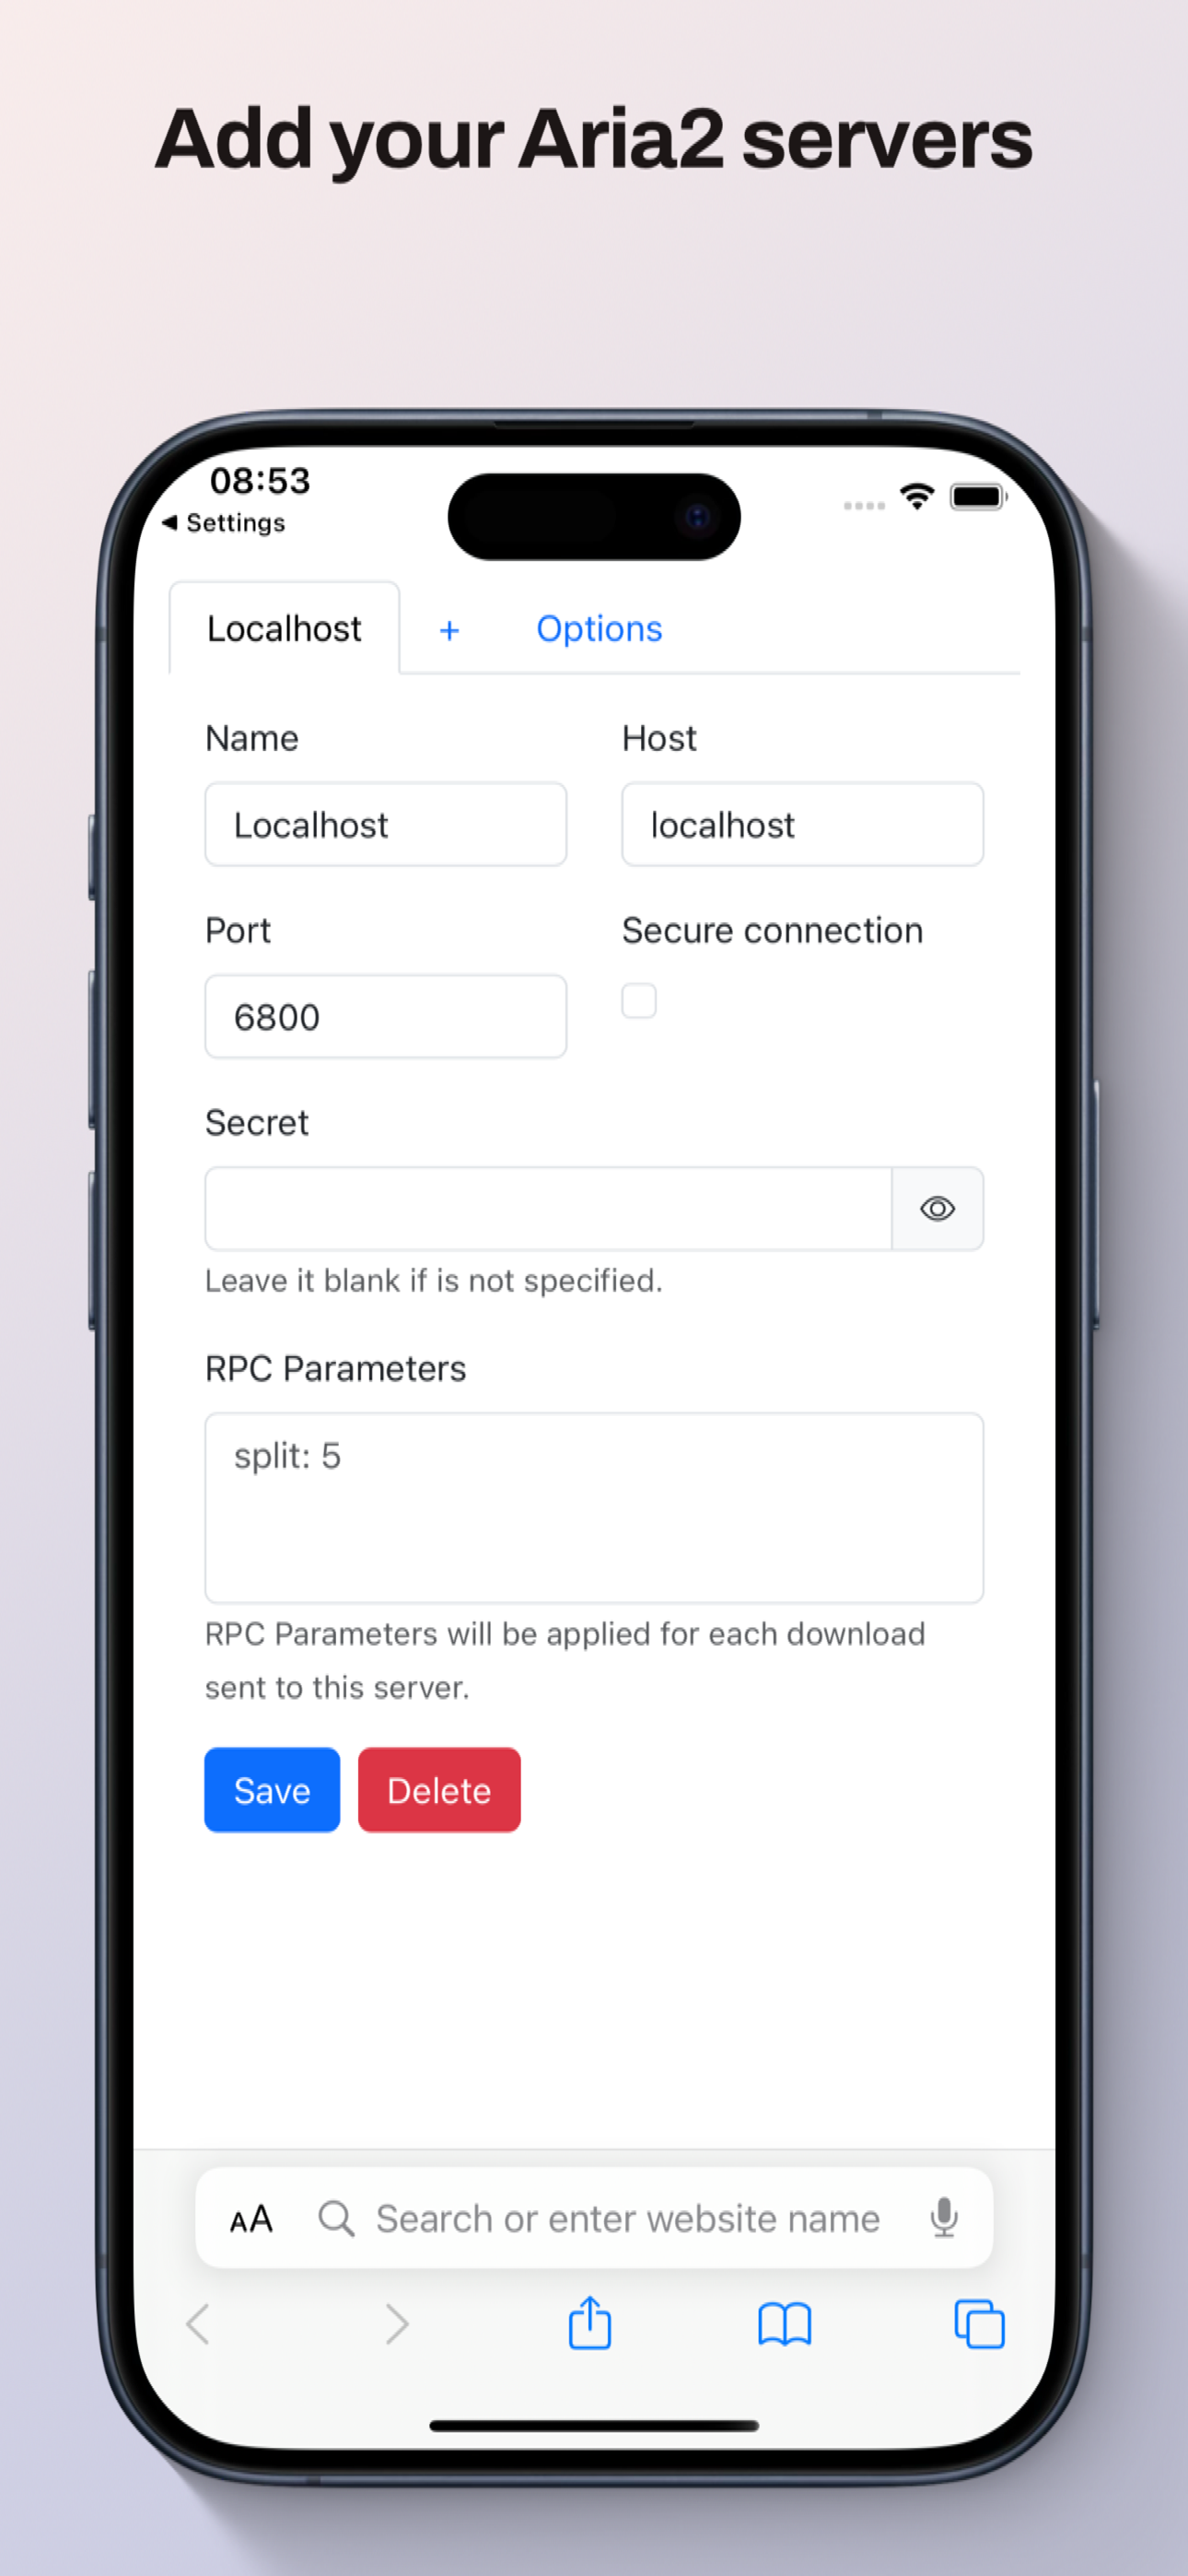 Add your Aria2 servers
08:53
◀ Settings
Localhost + Options
Name Host
Localhost localhost
Port Secure connection
6800
Secret
Leave it blank if is not specified.
RPC Parameters
split: 5
RPC Parameters will be applied for each download
sent to this server.
Save Delete
AA Search or enter website name